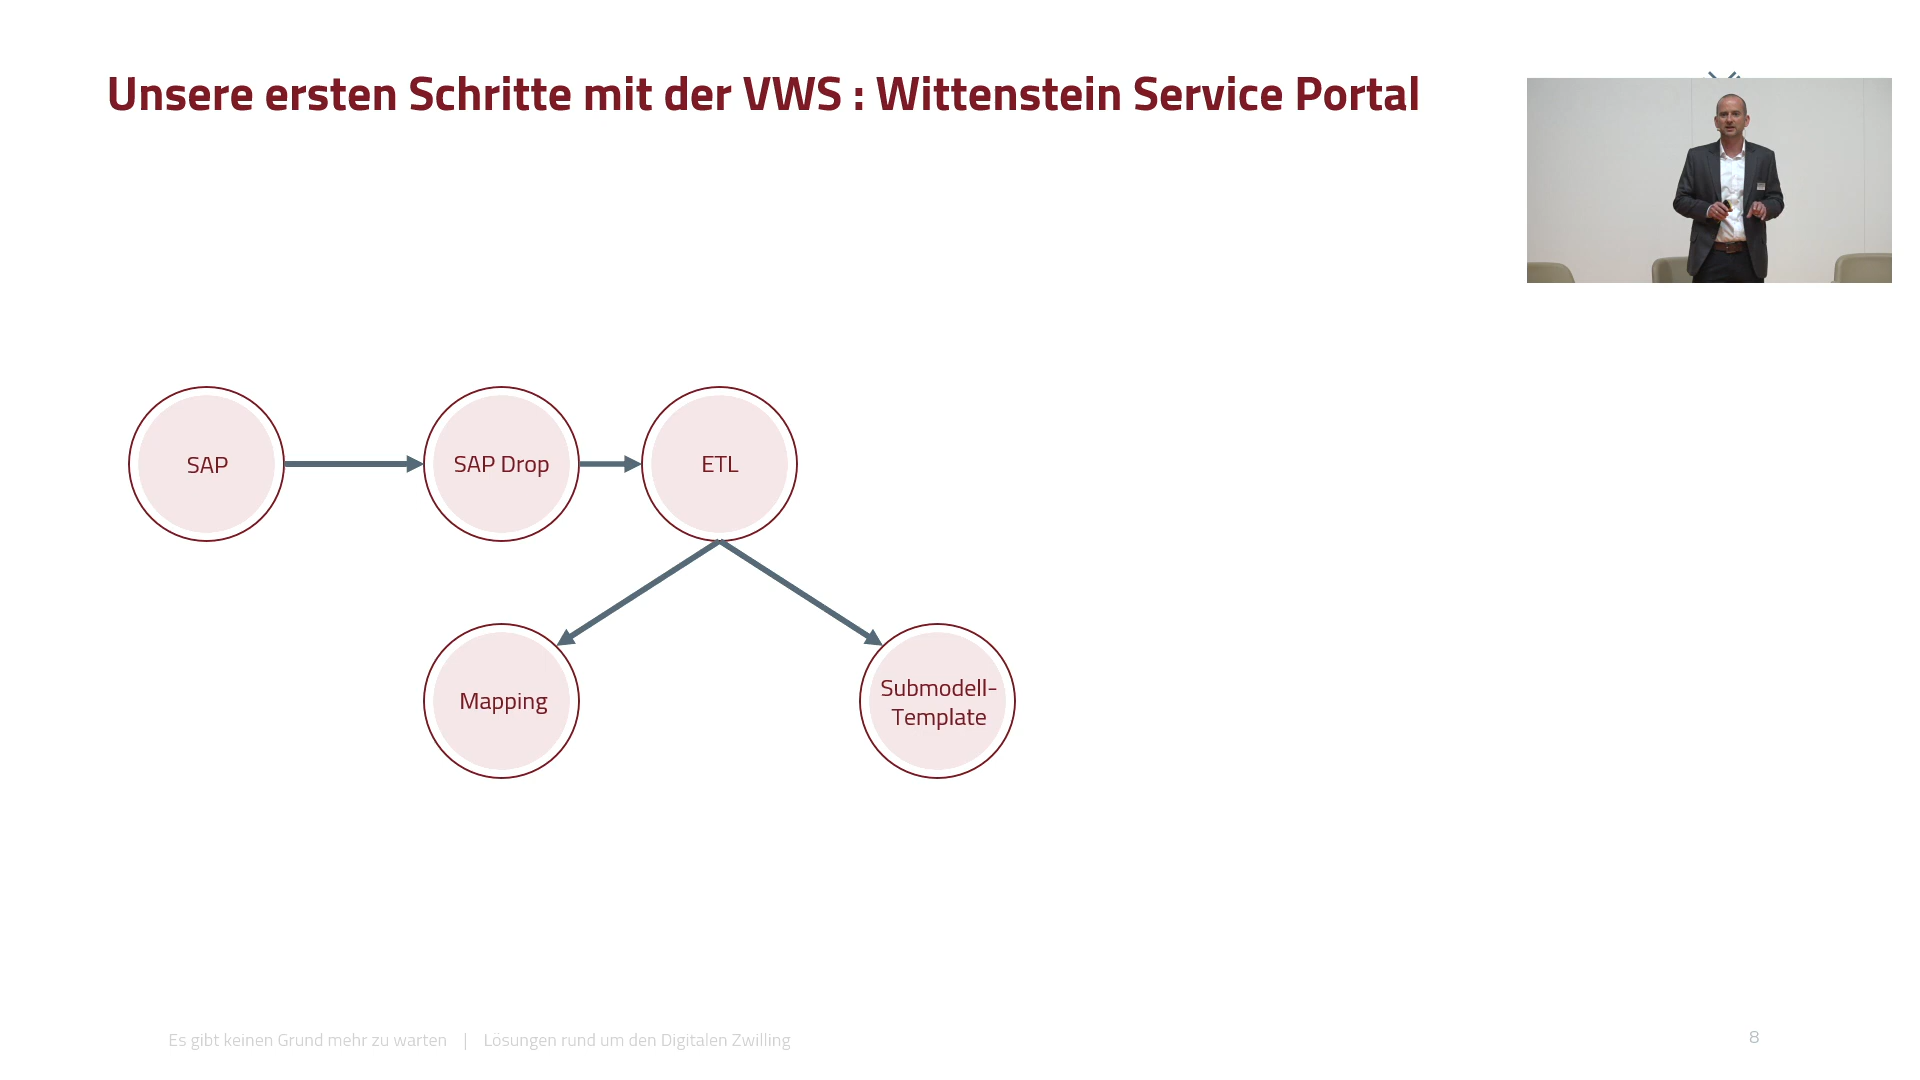 Unsere ersten Schritte mit der VWS : Wittenstein Service Portal
SAP
SAP Drop
ETL
Mapping
Submodell-
Template
Es gibt keinen Grund mehr zu warten | Lösungen rund um den Digitalen Zwilling
8